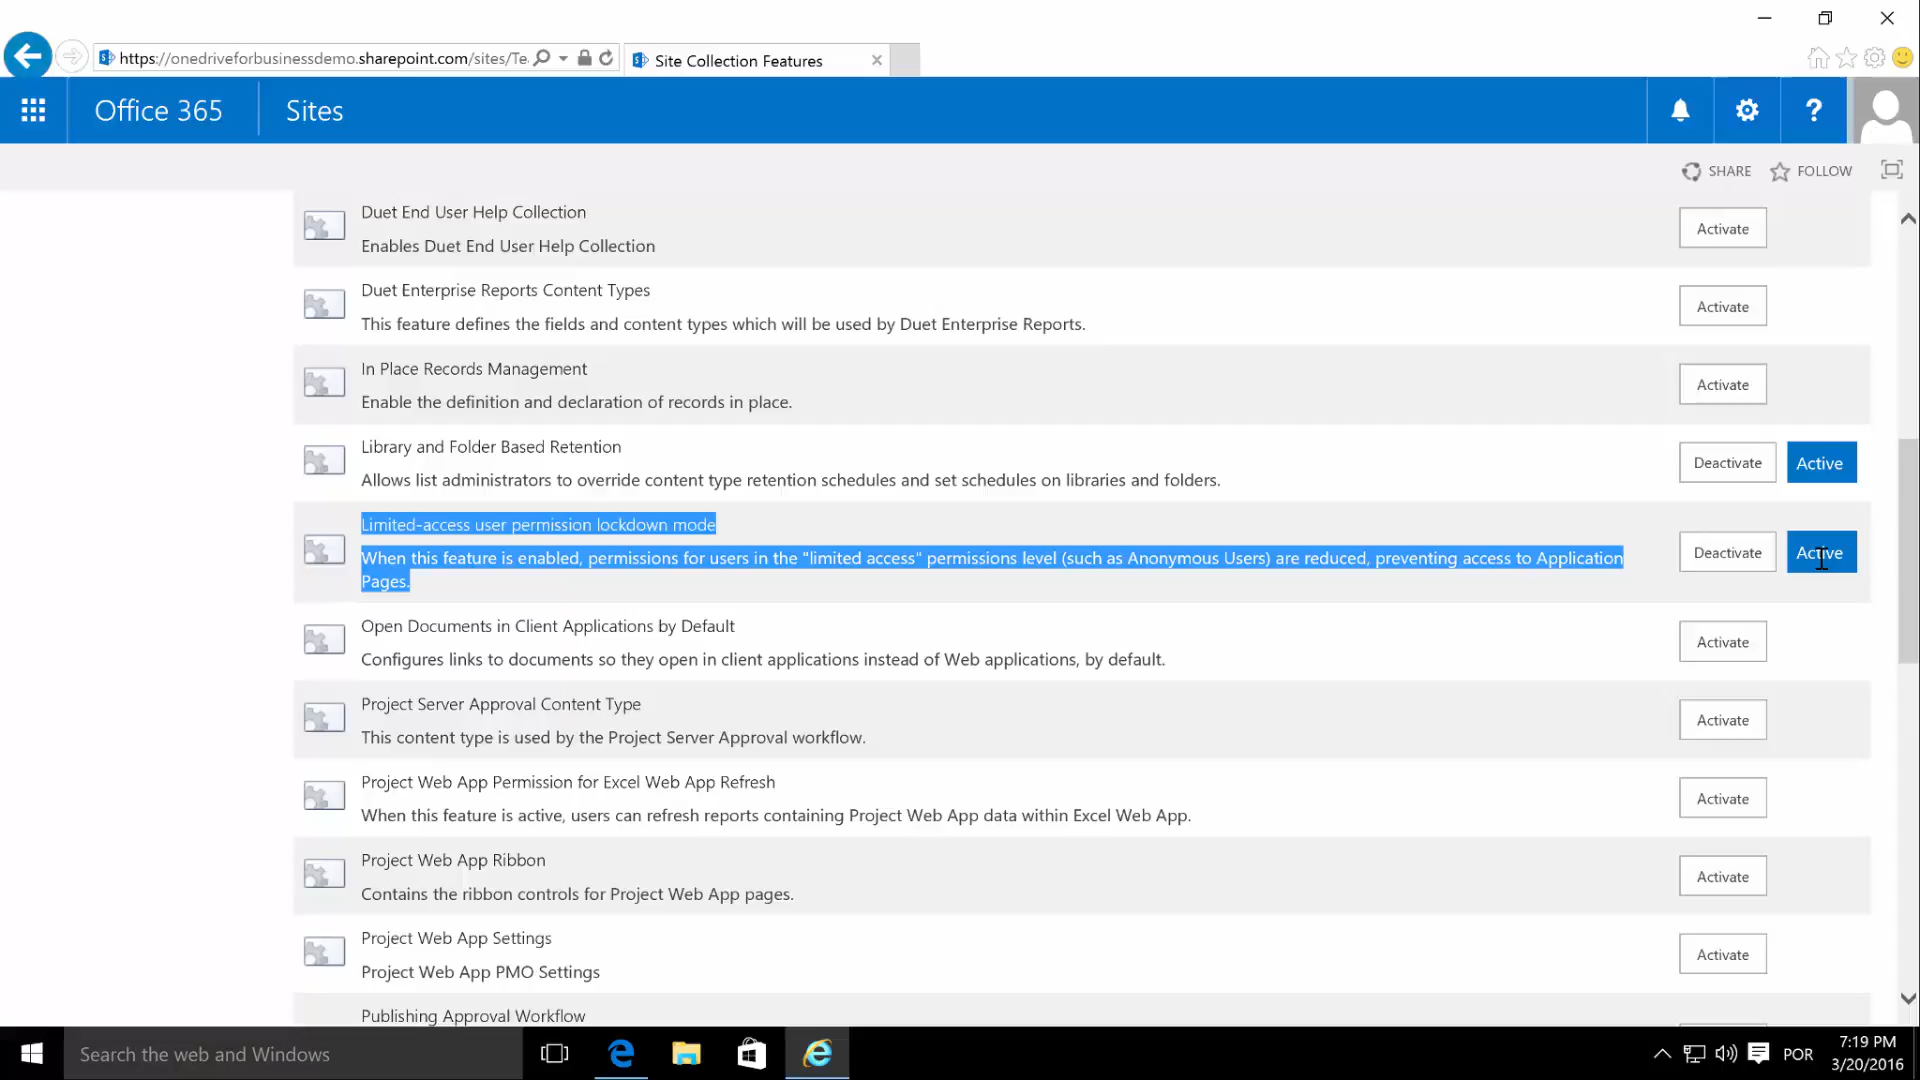 https://onedriveforbusinessdemo.sharepoint.com/sites/Te
Site Collection Features
Office 365
Sites
SHARE
FOLLOW
Duet End User Help Collection
Enables Duet End User Help Collection
Activate
Duet Enterprise Reports Content Types
This feature defines the fields and content types which will be used by Duet Enterprise Reports.
Activate
In Place Records Management
Enable the definition and declaration of records in place.
Activate
Library and Folder Based Retention
Allows list administrators to override content type retention schedules and set schedules on libraries and folders.
Deactivate
Active
Limited-access user permission lockdown mode
When this feature is enabled, permissions for users in the "limited access" permissions level (such as Anonymous Users) are reduced, preventing access to Application
Pages.
Deactivate
Active
Open Documents in Client Applications by Default
Configures links to documents so they open in client applications instead of Web applications, by default.
Activate
Project Server Approval Content Type
This content type is used by the Project Server Approval workflow.
Activate
Project Web App Permission for Excel Web App Refresh
When this feature is active, users can refresh reports containing Project Web App data within Excel Web App.
Activate
Project Web App Ribbon
Contains the ribbon controls for Project Web App pages.
Activate
Project Web App Settings
Project Web App PMO Settings
Activate
Publishing Approval Workflow
Search the web and Windows
POR
7:19 PM
3/20/2016